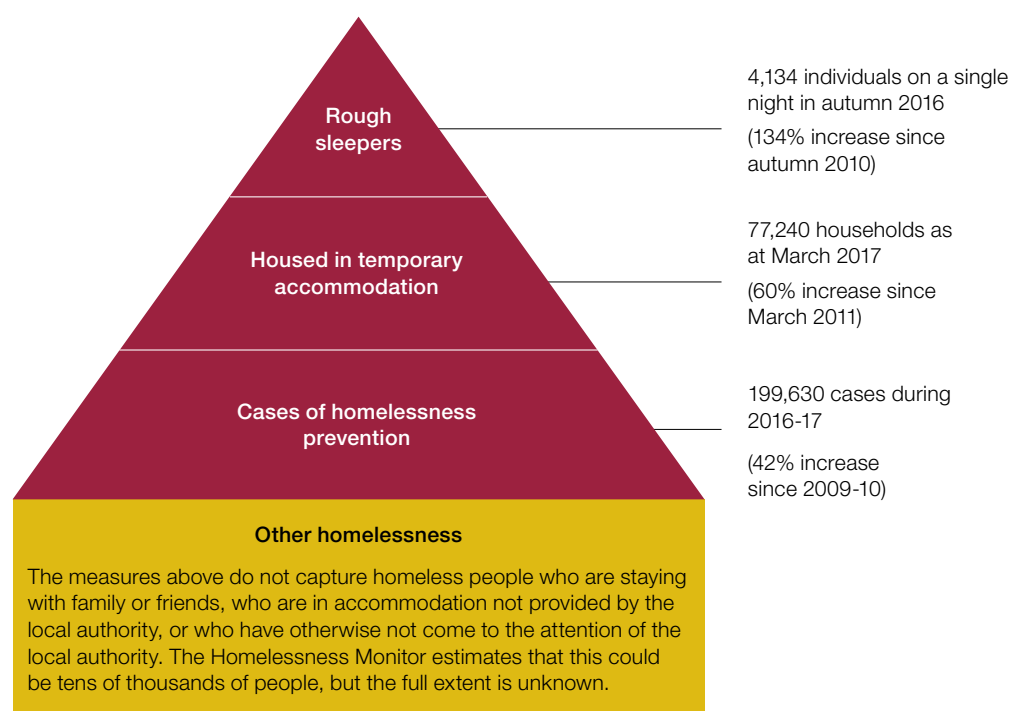 Rough
sleepers
4,134 individuals on a single
night in autumn 2016
(134% increase since
autumn 2010)
Housed in temporary
accommodation
77,240 households as
at March 2017
(60% increase since
March 2011)
Cases of homelessness
prevention
199,630 cases during
2016-17
(42% increase
since 2009-10)
Other homelessness
The measures above do not capture homeless people who are staying
with family or friends, who are in accommodation not provided by the
local authority, or who have otherwise not come to the attention of the
local authority. The Homelessness Monitor estimates that this could
be tens of thousands of people, but the full extent is unknown.